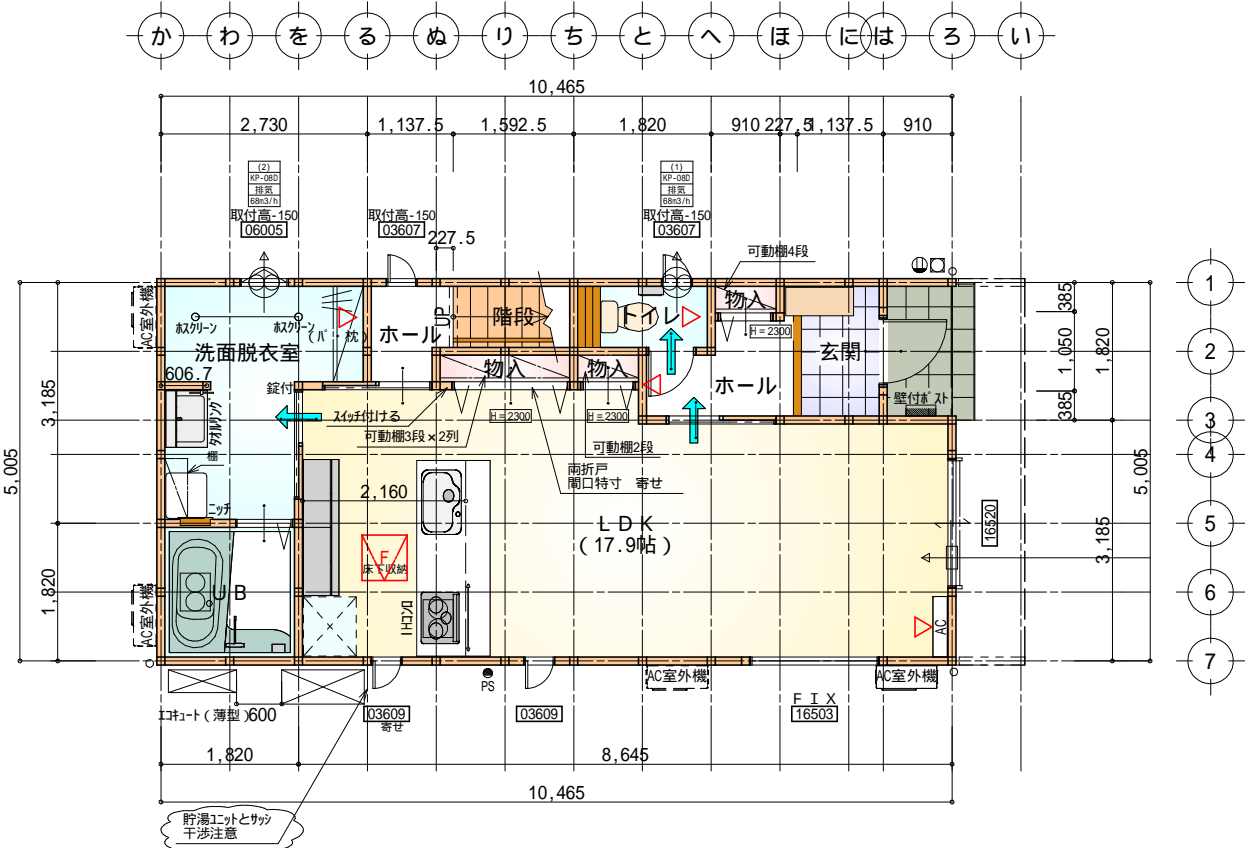 か わ を る ぬ り ち と へ ほ に は ろ い
10,465
2,730 1,137.5 1,592.5 1,820 910 227.5 1,137.5 910
(2)
KP-08D
排気
68m3/h
取付高-150
06005
取付高-150
03607
227.5
(1)
KP-08D
排気
68m3/h
取付高-150
03607
可動棚4段
AC室外機
ホスクリーン
ホスクリーン
(パ・枕)
洗面脱衣室
ホール
UP
階段
トイレ
物入
H=2300
玄関
ホール
壁付ポスト
606.7
錠付
タオルリング
棚
ニッチ
スイッチ付ける
物入
H=2300
物入
H=2300
可動棚3段×2列
可動棚2段
両折戸
間口特寸 寄せ
2,160
LDK
(17.9帖)
F
床下収納
IHコンロ
UB
AC室外機
AC
16520
385
1,050
385
1,820
3,185
5,005
3,185
1,820
5,005
1
2
3
4
5
6
7
エコキュート(薄型)
600
03609
寄せ
PS
03609
AC室外機
FIX
16503
AC室外機
1,820 8,645
10,465
貯湯ユニットとサッシ
干渉注意